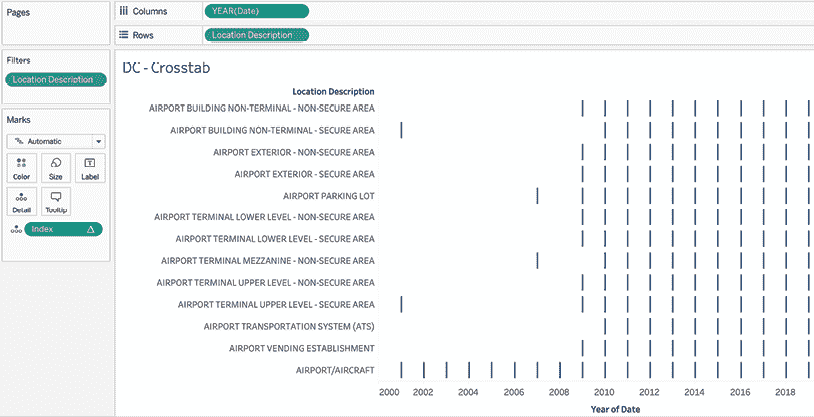 Pages
Columns
YEAR(Date)
Rows
Location Description
Filters
Location Description
Marks
Automatic
Color
Size
Label
Detail
Tooltip
Index
DC - Crosstab
Location Description
AIRPORT BUILDING NON-TERMINAL - NON-SECURE AREA
AIRPORT BUILDING NON-TERMINAL - SECURE AREA
AIRPORT EXTERIOR - NON-SECURE AREA
AIRPORT EXTERIOR - SECURE AREA
AIRPORT PARKING LOT
AIRPORT TERMINAL LOWER LEVEL - NON-SECURE AREA
AIRPORT TERMINAL LOWER LEVEL - SECURE AREA
AIRPORT TERMINAL MEZZANINE - NON-SECURE AREA
AIRPORT TERMINAL UPPER LEVEL - NON-SECURE AREA
AIRPORT TERMINAL UPPER LEVEL - SECURE AREA
AIRPORT TRANSPORTATION SYSTEM (ATS)
AIRPORT VENDING ESTABLISHMENT
AIRPORT/AIRCRAFT
2000 2002 2004 2006 2008 2010 2012 2014 2016 2018
Year of Date